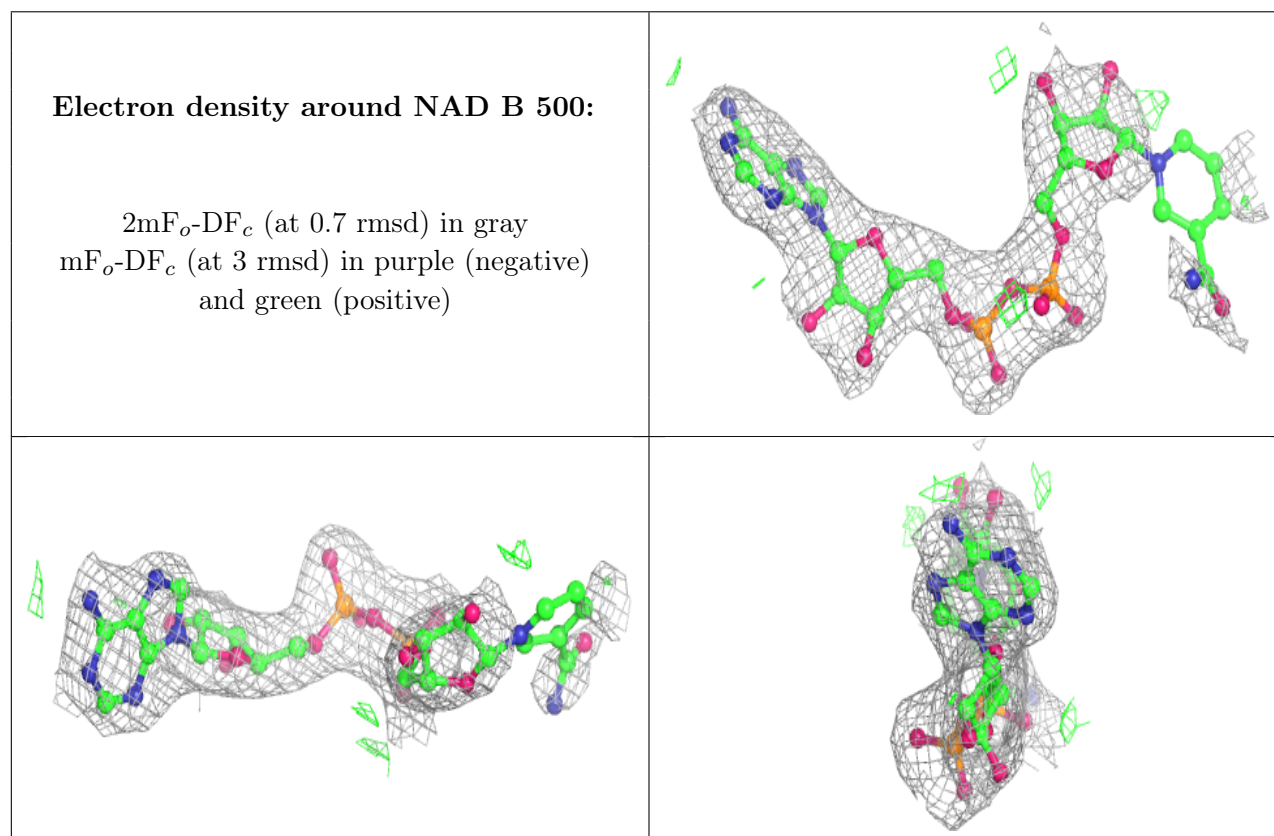 Electron density around NAD B 500:
2mFo-DFc (at 0.7 rmsd) in gray
mFo-DFc (at 3 rmsd) in purple (negative)
and green (positive)